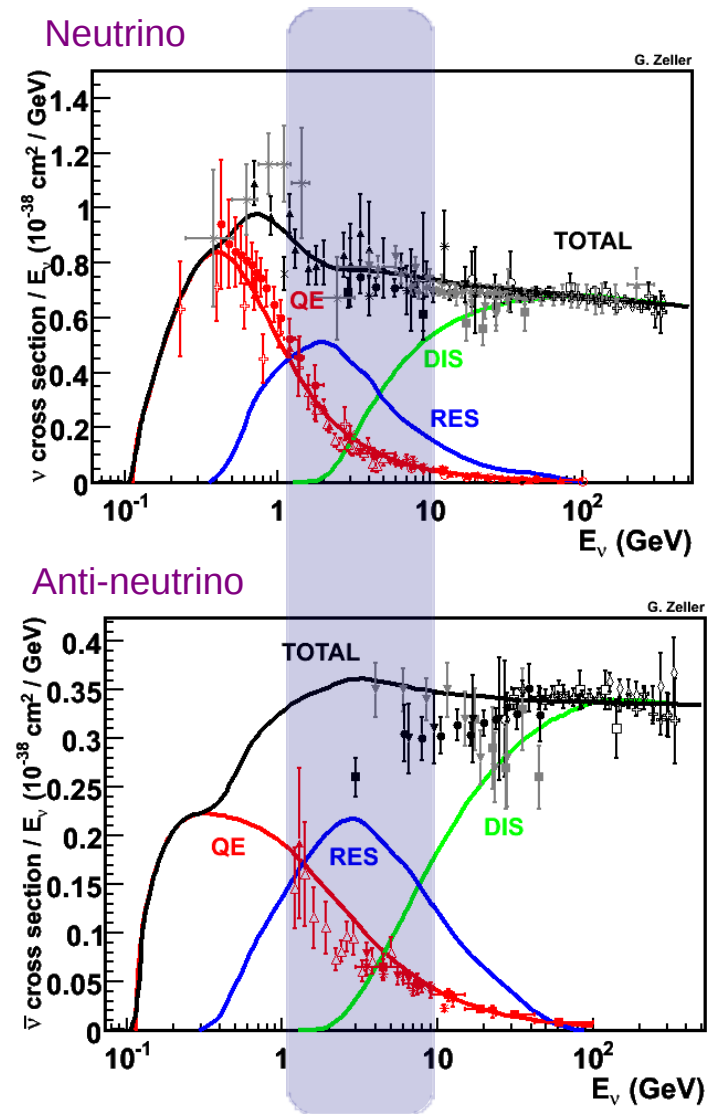 Neutrino
G. Zeller
ν cross section / Eν (10⁻³⁸ cm² / GeV)
1.4
1.2
1
0.8
0.6
0.4
0.2
0
TOTAL
QE
DIS
RES
10⁻¹ 1 10 10²
Eν (GeV)
Anti-neutrino
G. Zeller
ν̅ cross section / Eν (10⁻³⁸ cm² / GeV)
0.4
0.35
0.3
0.25
0.2
0.15
0.1
0.05
0
TOTAL
QE
RES
DIS
10⁻¹ 1 10 10²
Eν (GeV)